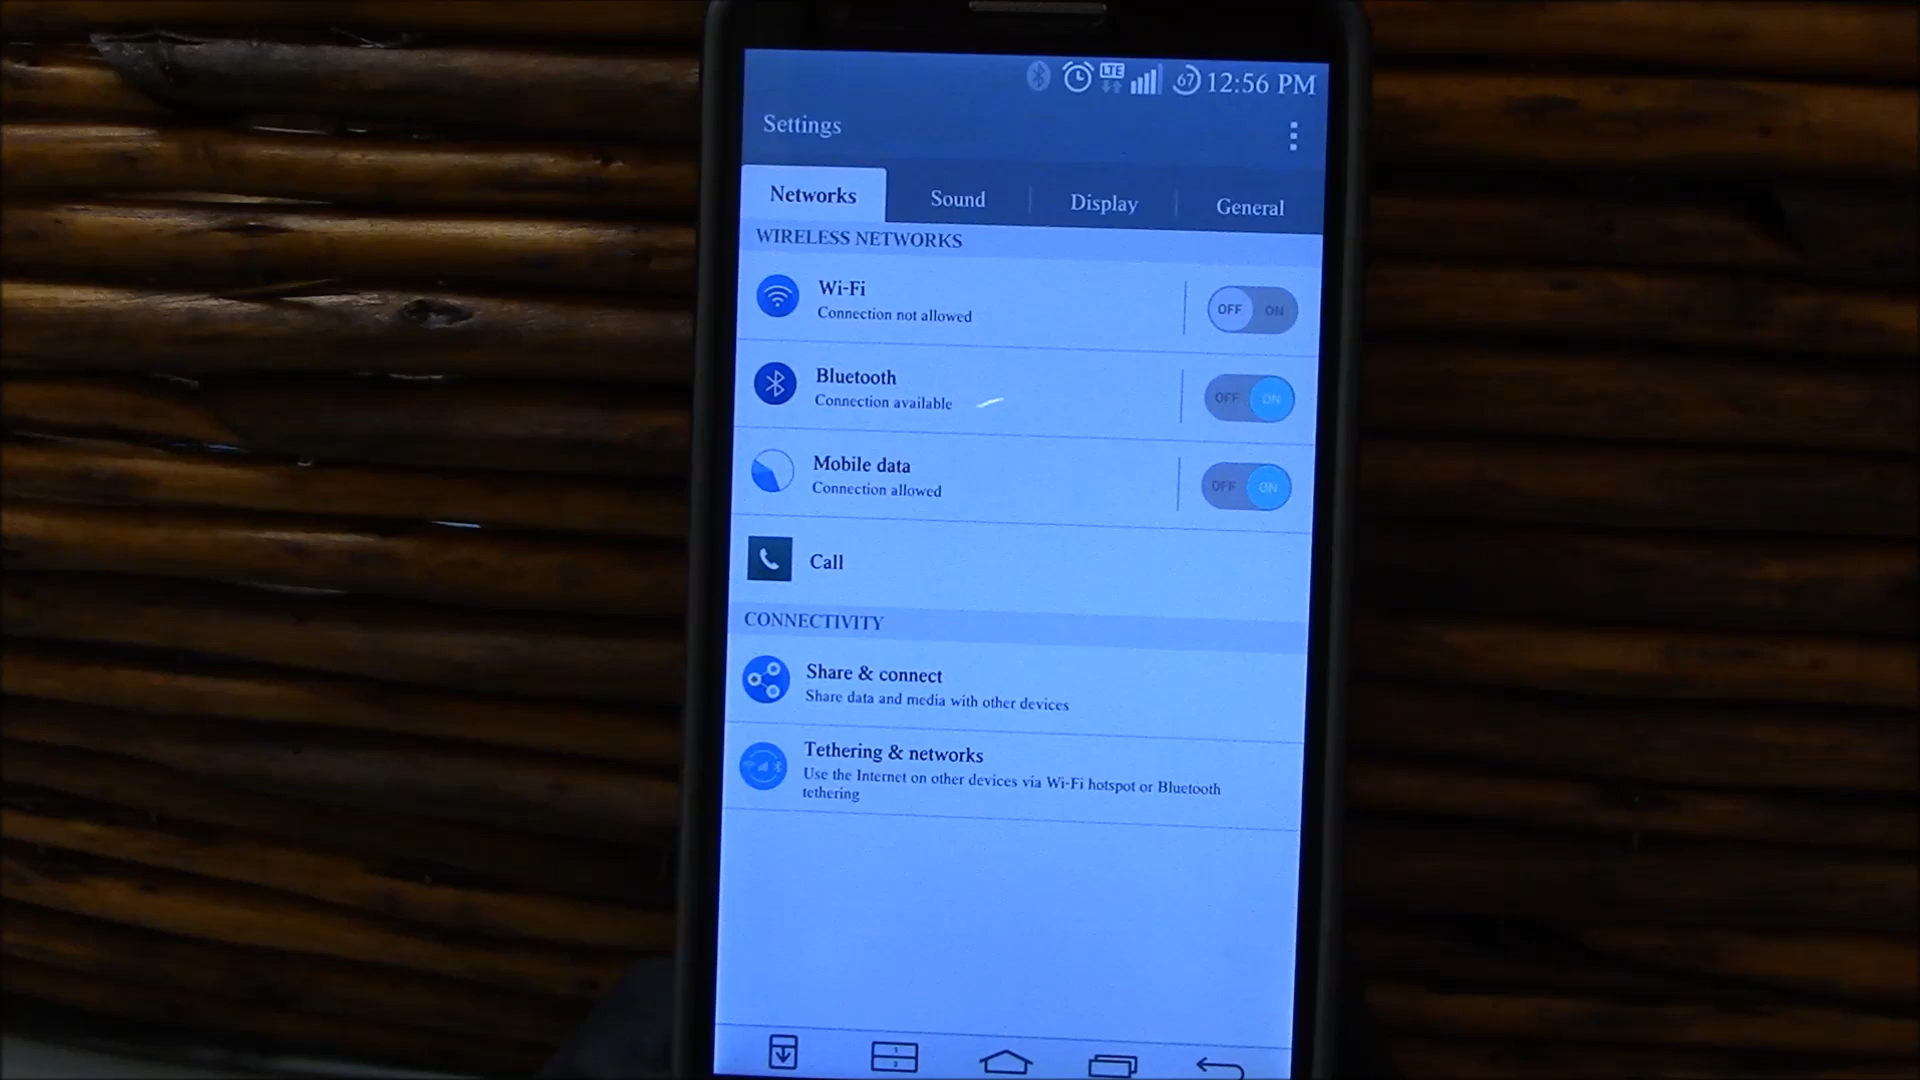 LTE 67 12:56 PM
Settings
Networks Sound Display General
WIRELESS NETWORKS
Wi-Fi
Connection not allowed
OFF ON
Bluetooth
Connection available
OFF ON
Mobile data
Connection allowed
OFF ON
Call
CONNECTIVITY
Share & connect
Share data and media with other devices
Tethering & networks
Use the Internet on other devices via Wi-Fi hotspot or Bluetooth
tethering